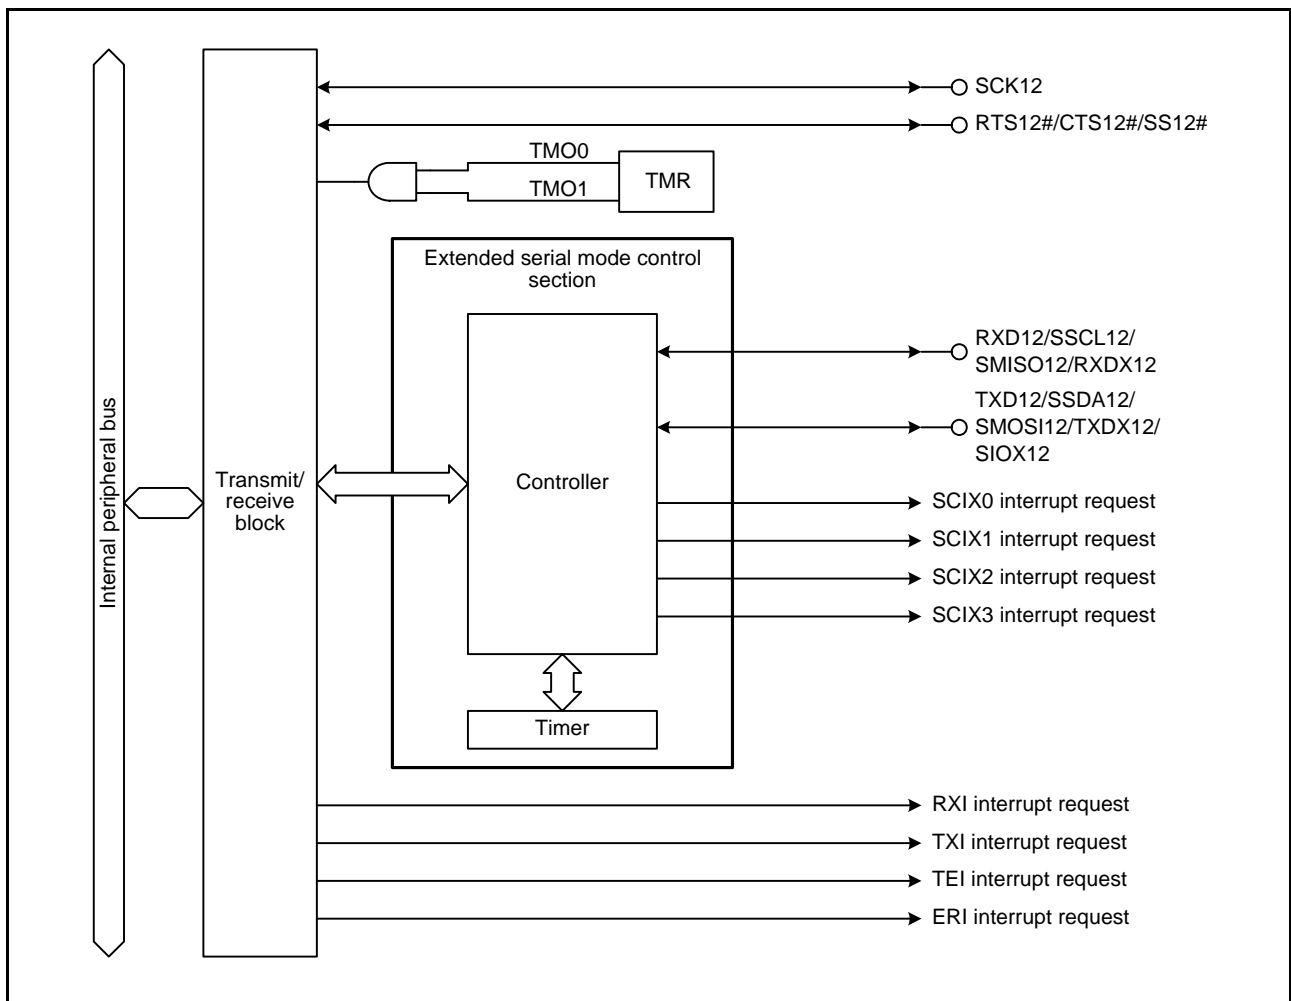 SCK12
RTS12#/CTS12#/SS12#
TMO0
TMO1
TMR
Extended serial mode control
section
RXD12/SSCL12/
SMISO12/RXDX12
TXD12/SSDA12/
SMOSI12/TXDX12/
SIOX12
Internal peripheral bus
Transmit/
receive
block
Controller
SCIX0 interrupt request
SCIX1 interrupt request
SCIX2 interrupt request
SCIX3 interrupt request
Timer
RXI interrupt request
TXI interrupt request
TEI interrupt request
ERI interrupt request